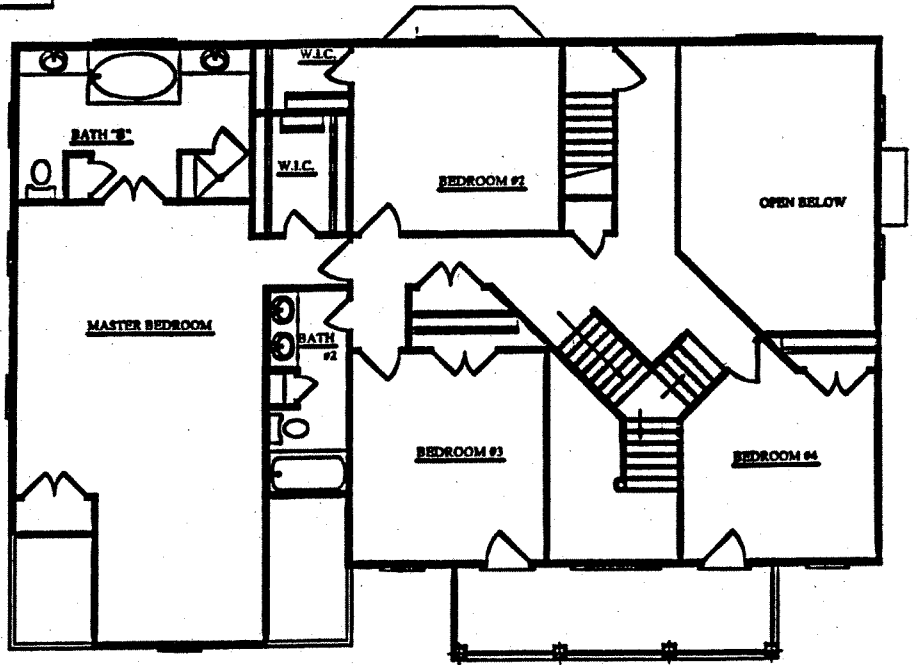 W.I.C.
BATH "B"
W.I.C.
BEDROOM #2
OPEN BELOW
MASTER BEDROOM
BATH
#2
BEDROOM #3
BEDROOM #4